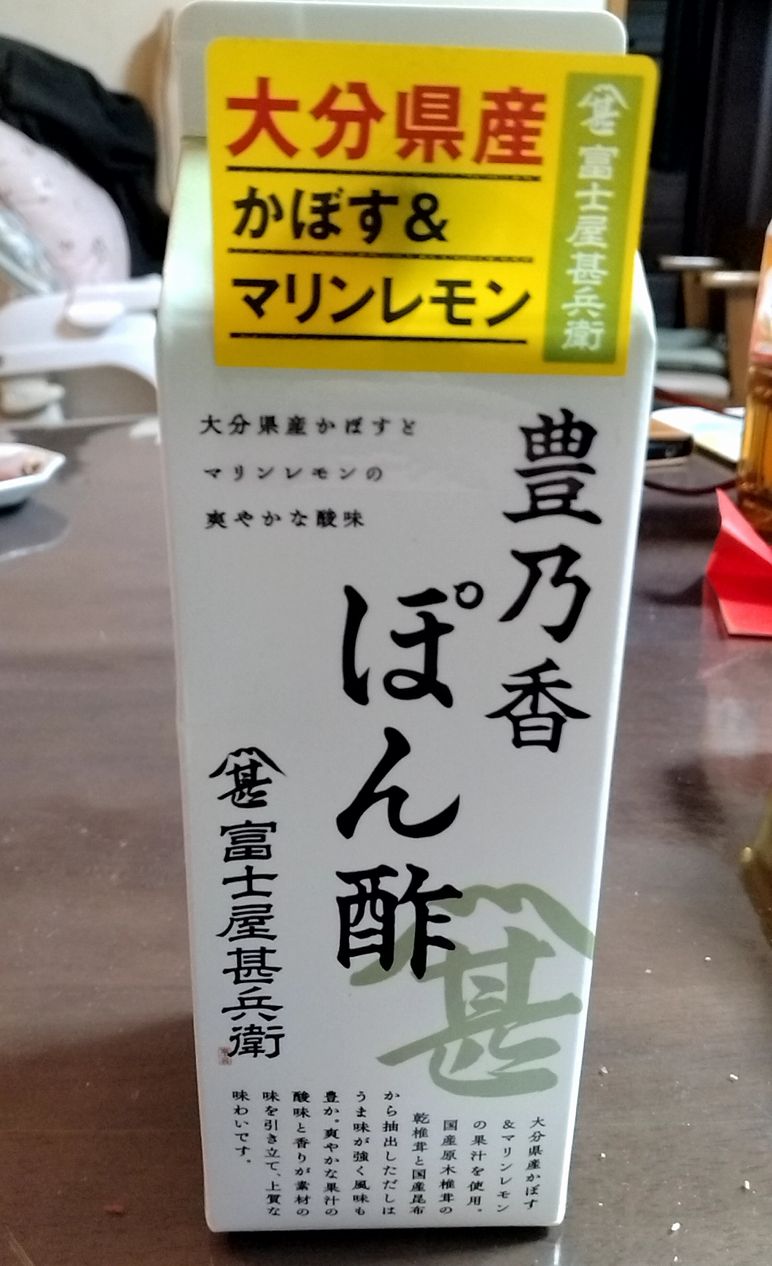 大分県産
かぼす&
マリンレモン
甚
富士屋甚兵衛
大分県産かぼすと
マリンレモンの
爽やかな酸味
豊乃香
ぽん酢
甚
富士屋甚兵衛
甚
大分県産かぼす
&マリンレモン
の果汁を使用。
国産原木椎茸の
乾椎茸と国産昆布
から抽出しただしは
うま味が強く風味も
豊か。爽やかな果汁の
酸味と香りが素材の
味を引き立て、上質な
味わいです。